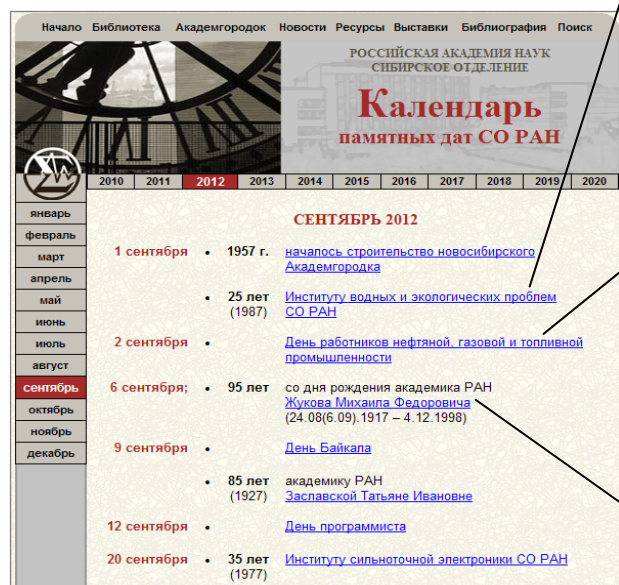 Начало Библиотека Академгородок Новости Ресурсы Выставки Библиография Поиск
РОССИЙСКАЯ АКАДЕМИЯ НАУК
СИБИРСКОЕ ОТДЕЛЕНИЕ
Календарь
памятных дат СО РАН
2010 2011 2012 2013 2014 2015 2016 2017 2018 2019 2020
январь
февраль
март
апрель
май
июнь
июль
август
сентябрь
октябрь
ноябрь
декабрь
СЕНТЯБРЬ 2012
1 сентября • 1957 г. началось строительство новосибирского
Академгородка
• 25 лет Институту водных и экологических проблем
(1987) СО РАН
2 сентября • День работников нефтяной, газовой и топливной
промышленности
6 сентября; • 95 лет со дня рождения академика РАН
Жукова Михаила Федоровича
(24.08(6.09).1917 – 4.12.1998)
9 сентября • День Байкала
• 85 лет академику РАН
(1927) Заславской Татьяне Ивановне
12 сентября • День программиста
20 сентября • 35 лет Институту сильноточной электроники СО РАН
(1977)